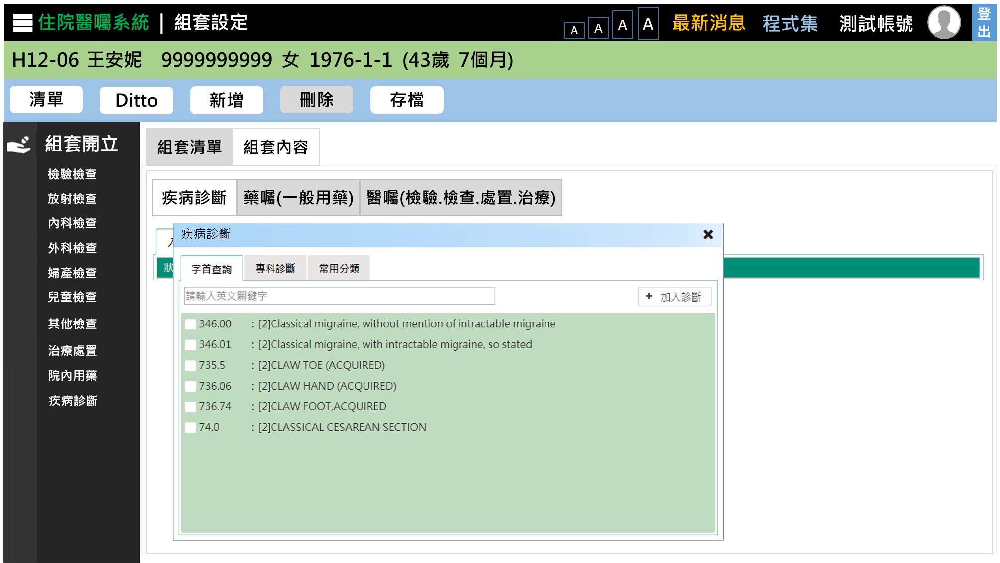 住院醫囑系統 | 組套設定 A A A A 最新消息 程式集 測試帳號 登出
H12-06 王安妮 9999999999 女 1976-1-1 (43歲 7個月)
清單 Ditto 新增 刪除 存檔
組套開立
檢驗檢查
放射檢查
內科檢查
外科檢查
婦產檢查
兒童檢查
其他檢查
治療處置
院內用藥
疾病診斷
組套清單 組套內容
疾病診斷 藥囑(一般用藥) 醫囑(檢驗.檢查.處置.治療)
狀
疾病診斷
字首查詢 專科診斷 常用分類
請輸入英文關鍵字 + 加入診斷
346.00 : [2]Classical migraine, without mention of intractable migraine
346.01 : [2]Classical migraine, with intractable migraine, so stated
735.5 : [2]CLAW TOE (ACQUIRED)
736.06 : [2]CLAW HAND (ACQUIRED)
736.74 : [2]CLAW FOOT,ACQUIRED
74.0 : [2]CLASSICAL CESAREAN SECTION